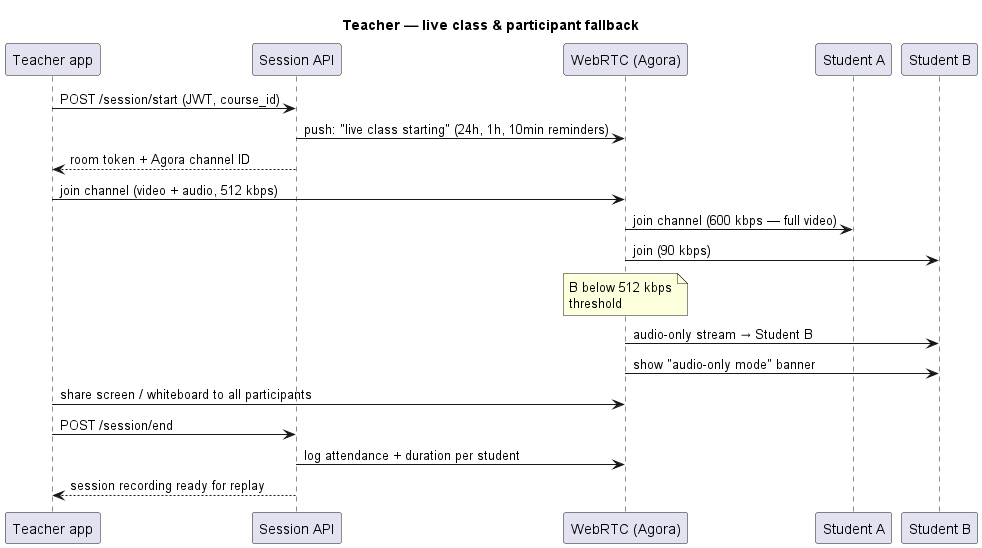 Teacher — live class & participant fallback
Teacher app
Session API
WebRTC (Agora)
Student A
Student B
POST /session/start (JWT, course_id)
push: "live class starting" (24h, 1h, 10min reminders)
room token + Agora channel ID
join channel (video + audio, 512 kbps)
join channel (600 kbps — full video)
join (90 kbps)
B below 512 kbps
threshold
audio-only stream → Student B
show "audio-only mode" banner
share screen / whiteboard to all participants
POST /session/end
log attendance + duration per student
session recording ready for replay
Teacher app
Session API
WebRTC (Agora)
Student A
Student B